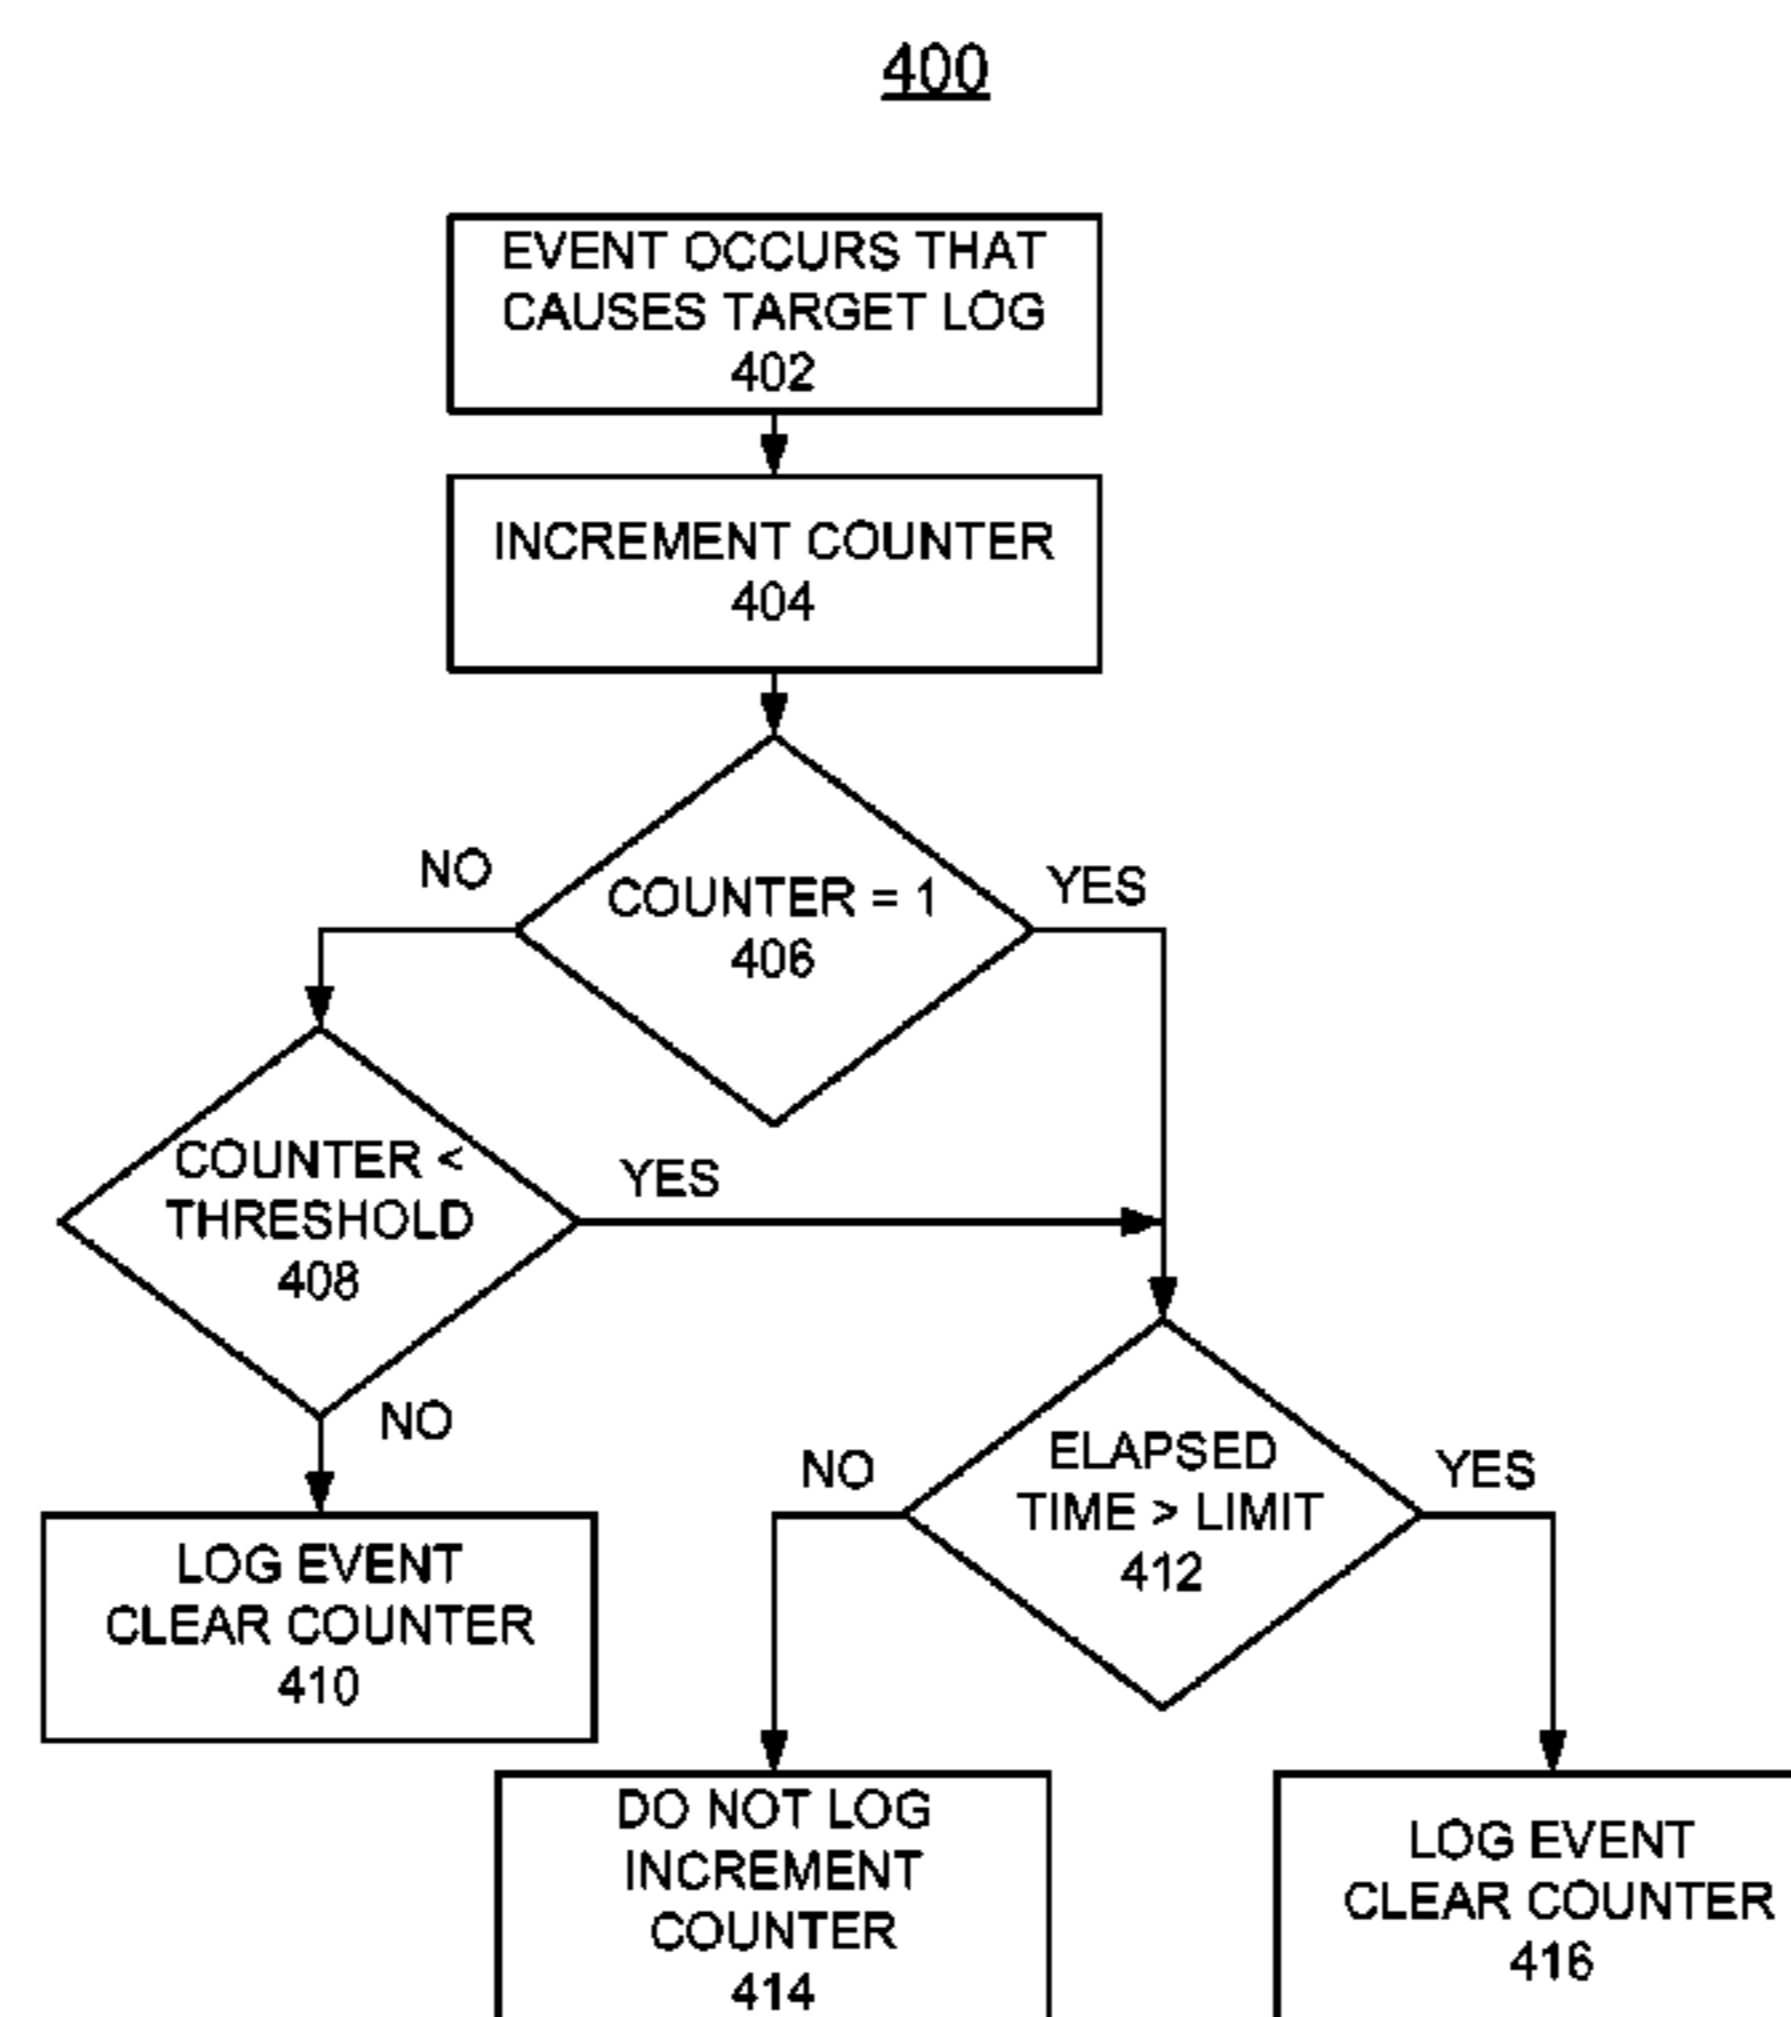 400
EVENT OCCURS THAT
CAUSES TARGET LOG
402
INCREMENT COUNTER
404
NO
YES
COUNTER = 1
406
COUNTER <
THRESHOLD
408
YES
NO
LOG EVENT
CLEAR COUNTER
410
NO
ELAPSED
TIME > LIMIT
412
YES
DO NOT LOG
INCREMENT
COUNTER
414
LOG EVENT
CLEAR COUNTER
416